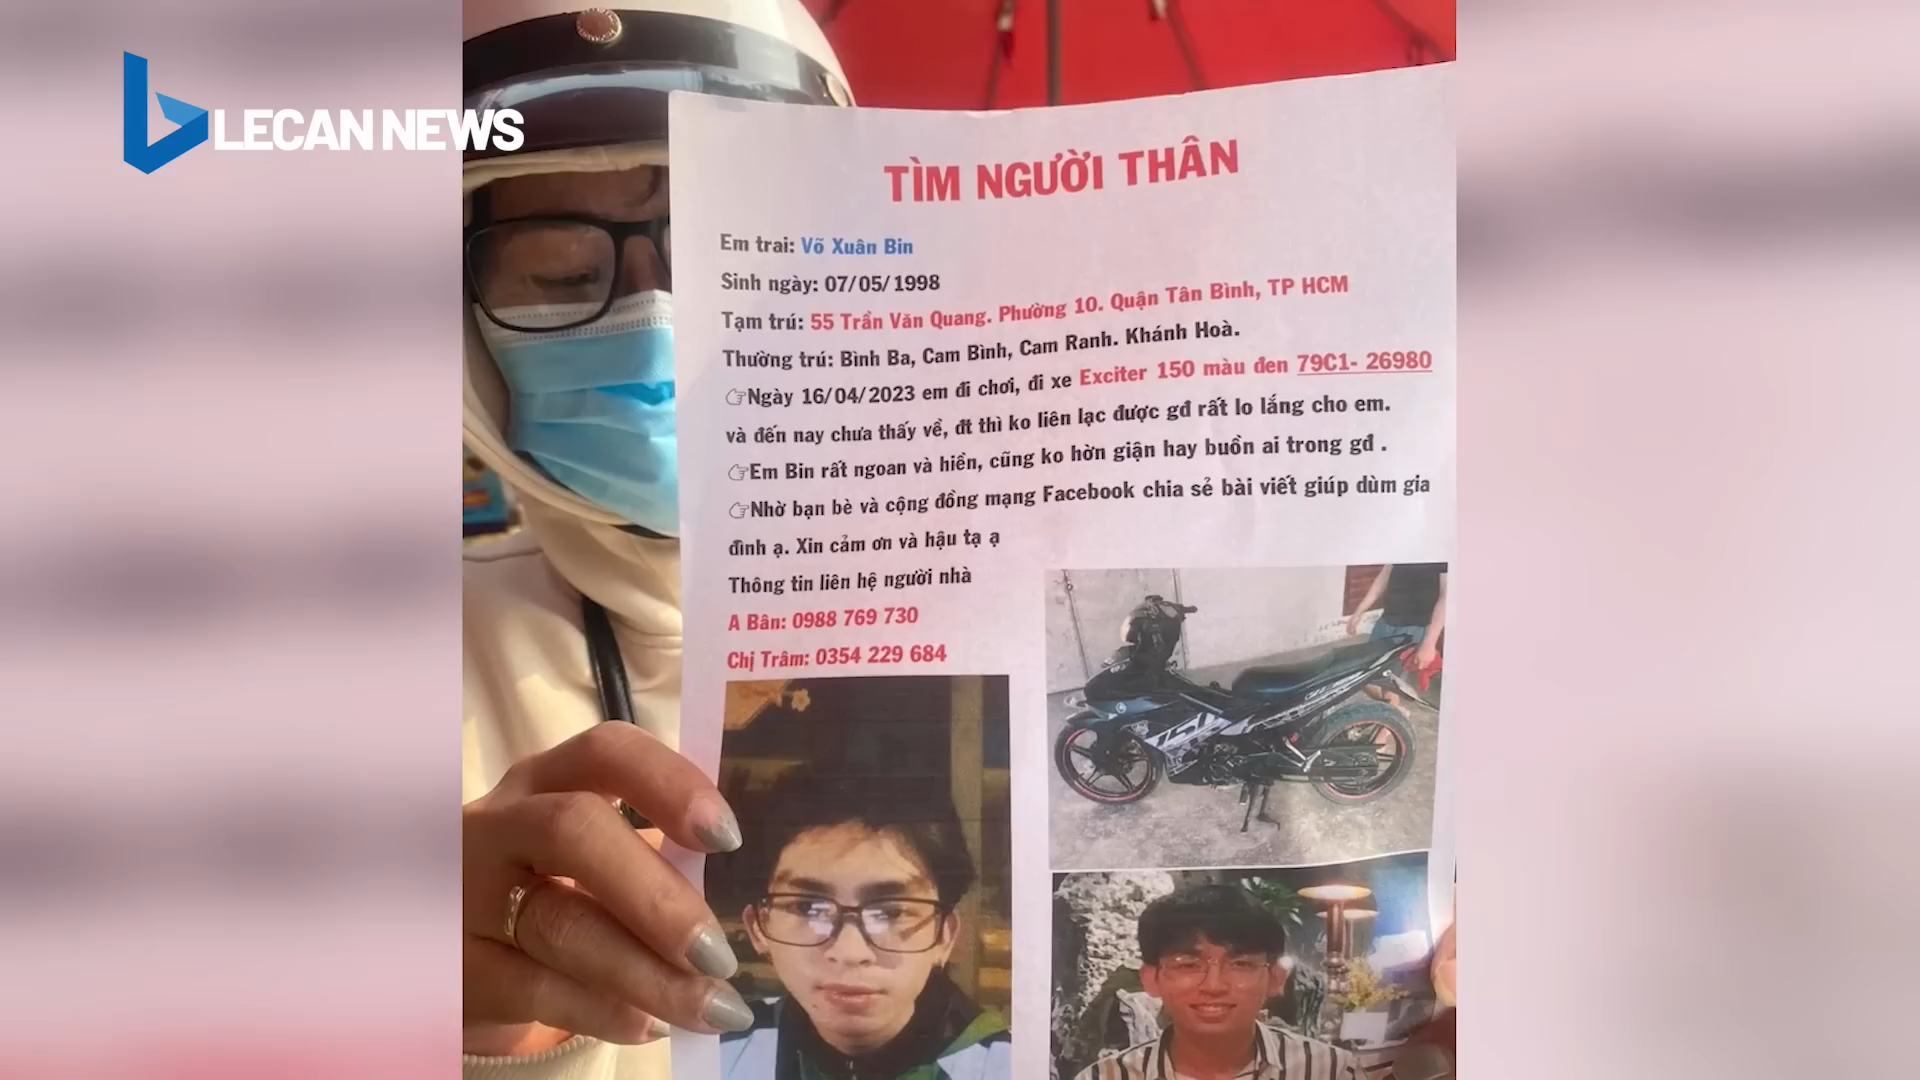 LECAN NEWS
TÌM NGƯỜI THÂN
Em trai: Võ Xuân Bin
Sinh ngày: 07/05/1998
Tạm trú: 55 Trần Văn Quang. Phường 10. Quận Tân Bình, TP HCM
Thường trú: Bình Ba, Cam Bình, Cam Ranh. Khánh Hoà.
👉Ngày 16/04/2023 em đi chơi, đi xe Exciter 150 màu đen 79C1- 26980
và đến nay chưa thấy về, đt thì ko liên lạc được gđ rất lo lắng cho em.
👉Em Bin rất ngoan và hiền, cũng ko hờn giận hay buồn ai trong gđ .
👉Nhờ bạn bè và cộng đồng mạng Facebook chia sẻ bài viết giúp dùm gia
đình ạ. Xin cảm ơn và hậu tạ ạ
Thông tin liên hệ người nhà
A Bân: 0988 769 730
Chị Trâm: 0354 229 684